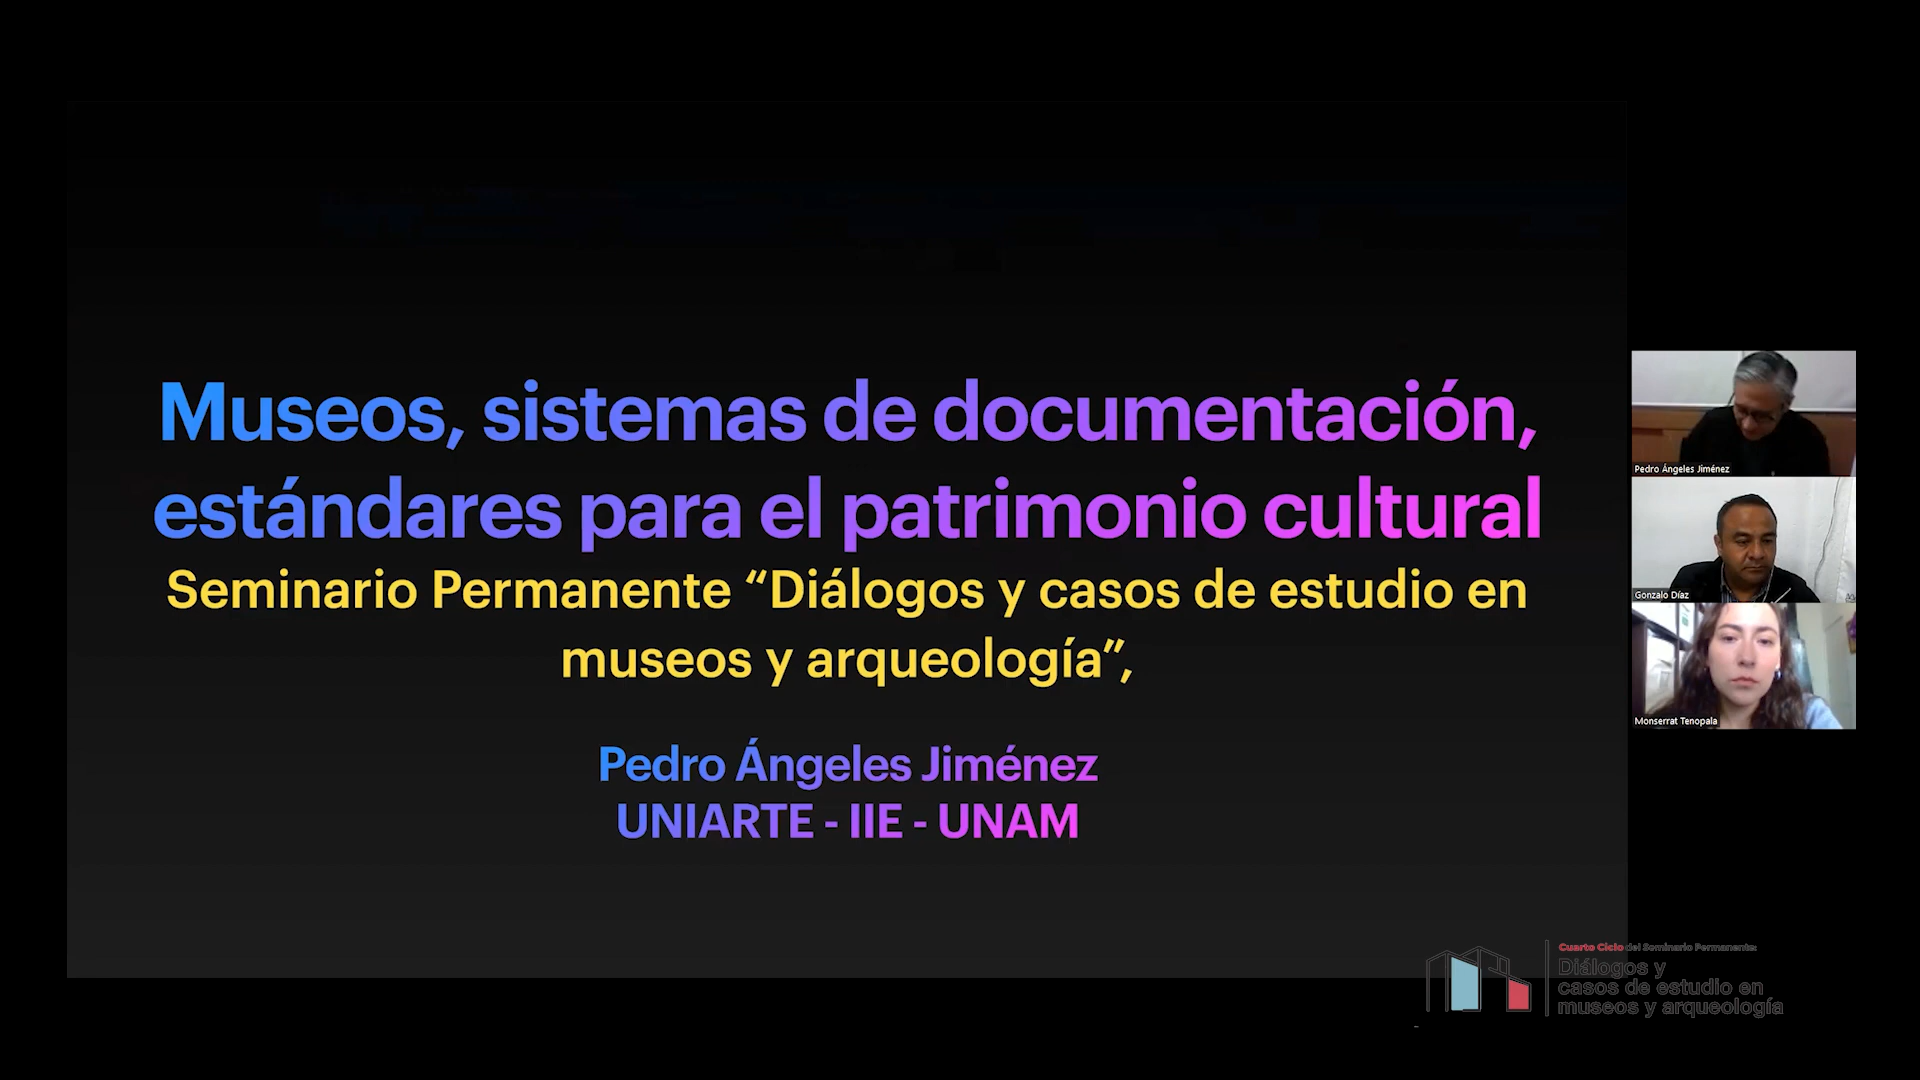 Museos, sistemas de documentación,
estándares para el patrimonio cultural
Seminario Permanente “Diálogos y casos de estudio en
museos y arqueología”,
Pedro Ángeles Jiménez
UNIARTE - IIE - UNAM
Pedro Ángeles Jiménez
Gonzalo Díaz
Monserrat Tenopala
Cuarto Ciclo del Seminario Permanente:
Diálogos y
casos de estudio en
museos y arqueología